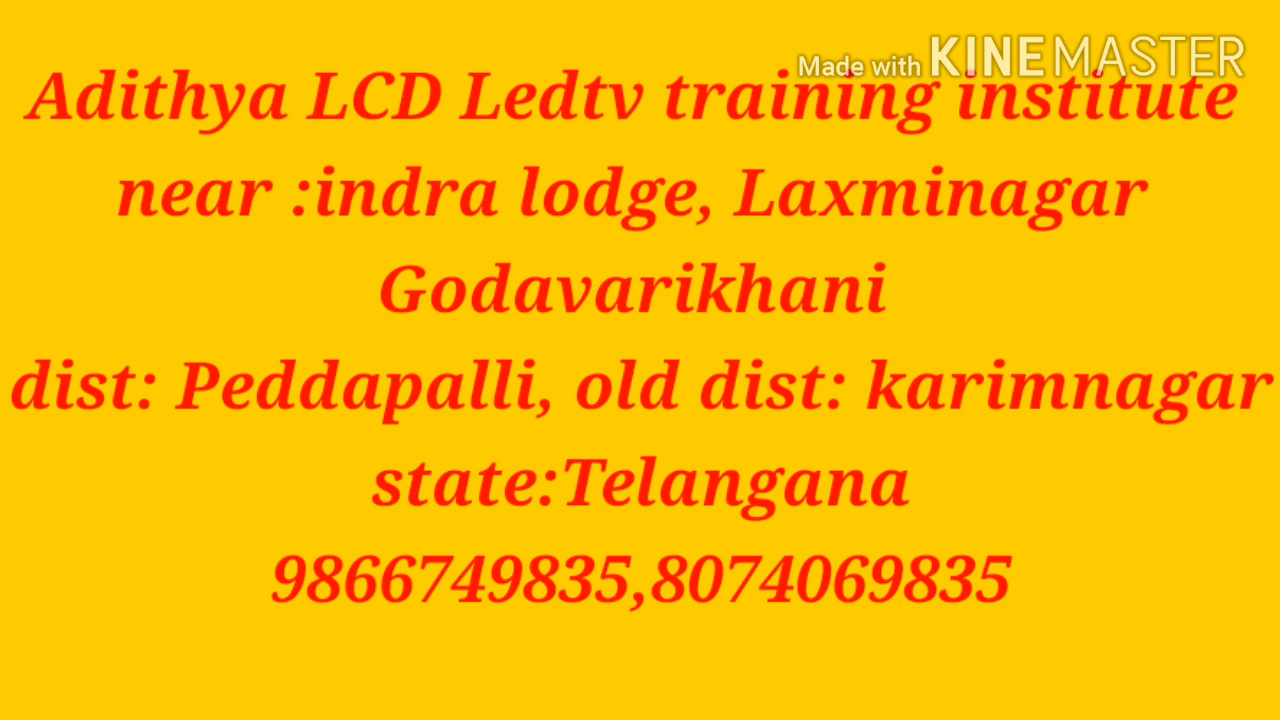 Made with KINEMASTER
Adithya LCD Ledtv training institute
near :indra lodge, Laxminagar
Godavarikhani
dist: Peddapalli, old dist: karimnagar
state:Telangana
9866749835,8074069835